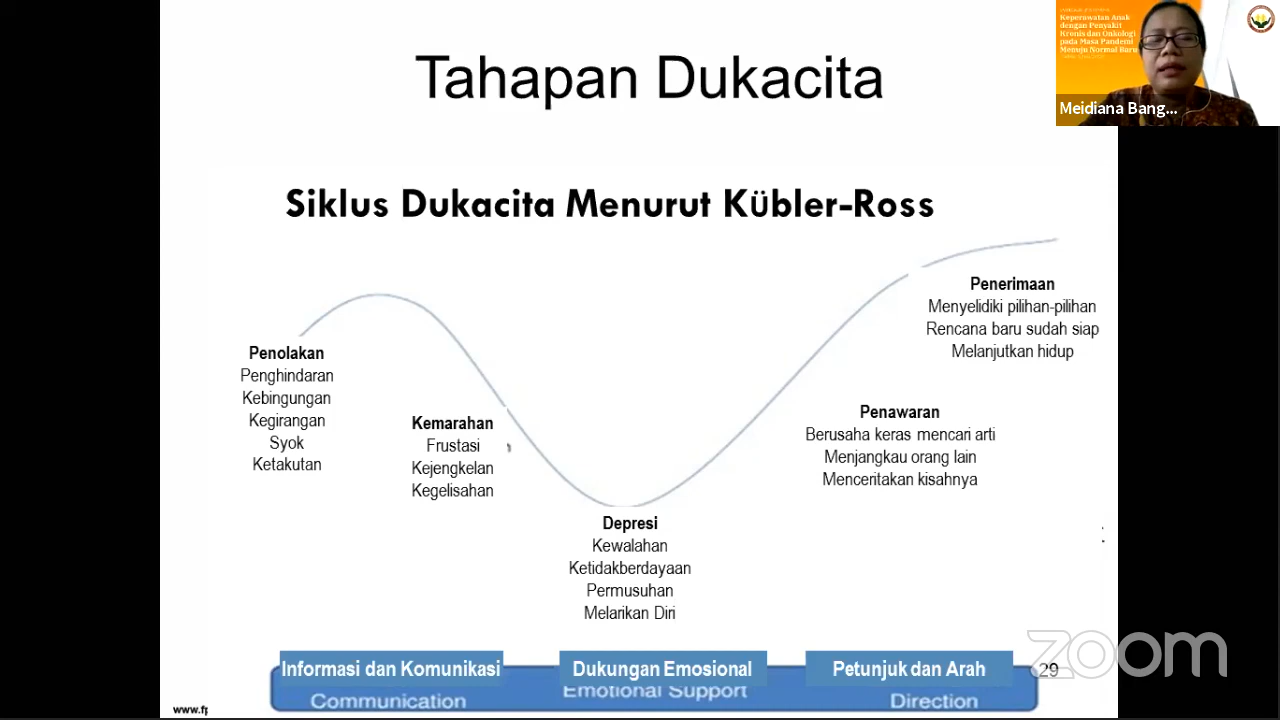 Tahapan Dukacita
Keperawatan Anak
dengan Penyakit
Kronis dan Onkologi
pada Masa Pandemi
Menuju Normal Baru
Meidiana Bang...
Siklus Dukacita Menurut Kübler-Ross
Penolakan
Penghindaran
Kebingungan
Kegirangan
Syok
Ketakutan
Kemarahan
Frustasi
Kejengkelan
Kegelisahan
Depresi
Kewalahan
Ketidakberdayaan
Permusuhan
Melarikan Diri
Penawaran
Berusaha keras mencari arti
Menjangkau orang lain
Menceritakan kisahnya
Penerimaan
Menyelidiki pilihan-pilihan
Rencana baru sudah siap
Melanjutkan hidup
Informasi dan Komunikasi
Communication
Dukungan Emosional
Emotional Support
Petunjuk dan Arah
Direction
29
zoom